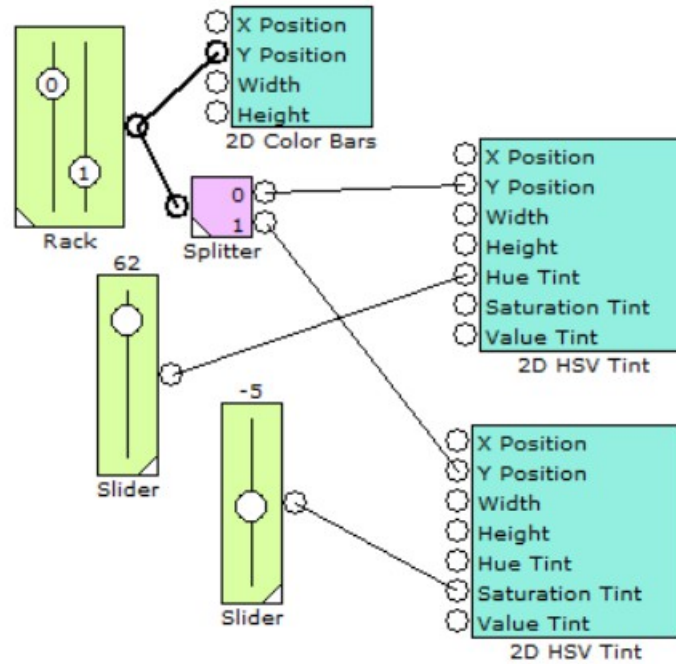 0
1
Rack
X Position
Y Position
Width
Height
2D Color Bars
0
1
Splitter
X Position
Y Position
Width
Height
Hue Tint
Saturation Tint
Value Tint
2D HSV Tint
62
Slider
-5
Slider
X Position
Y Position
Width
Height
Hue Tint
Saturation Tint
Value Tint
2D HSV Tint